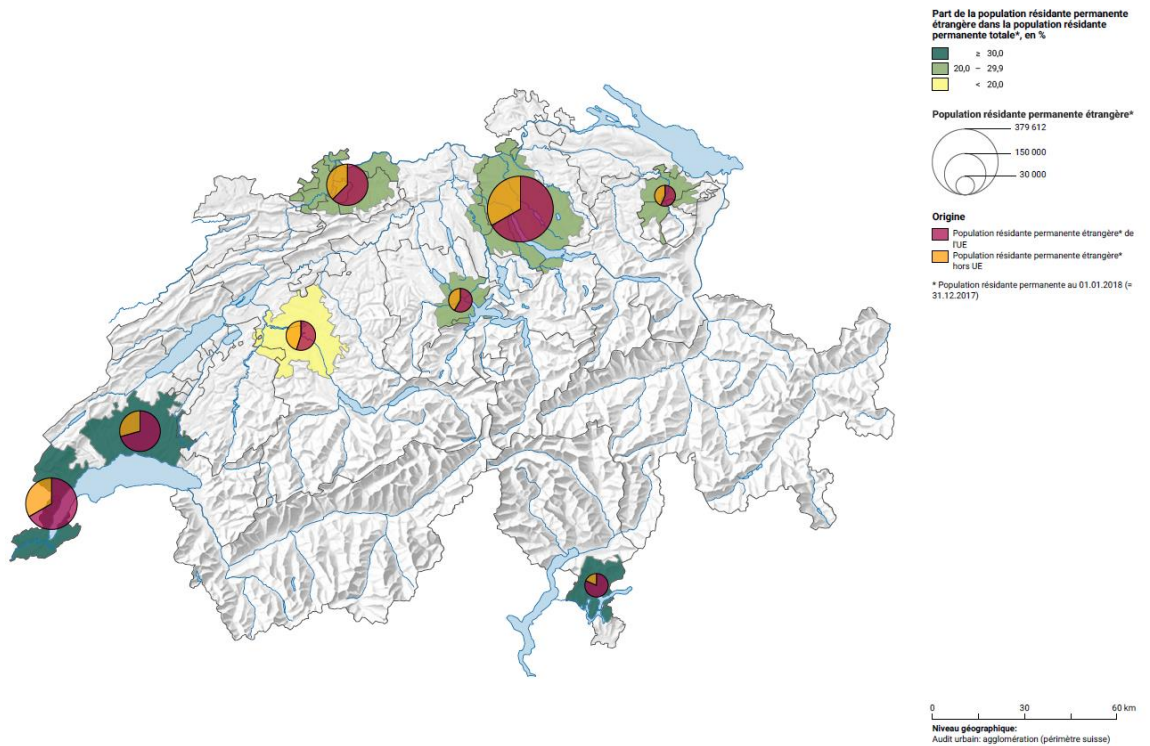 Part de la population résidante permanente
étrangère dans la population résidante
permanente totale*, en %
≥ 30,0
20,0 – 29,9
< 20,0
Population résidante permanente étrangère*
379 612
150 000
30 000
Origine
Population résidante permanente étrangère* de
l'UE
Population résidante permanente étrangère*
hors UE
* Population résidante permanente au 01.01.2018 (=
31.12.2017)
0 30 60 km
Niveau géographique:
Audit urbain: agglomération (périmètre suisse)